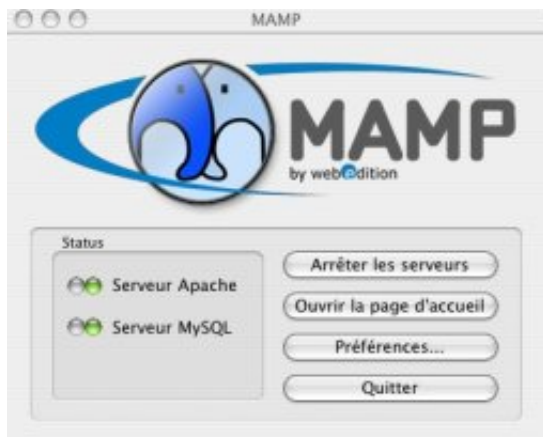 MAMP
MAMP
by webedition
Status
Serveur Apache
Serveur MySQL
Arrêter les serveurs
Ouvrir la page d'accueil
Préférences...
Quitter